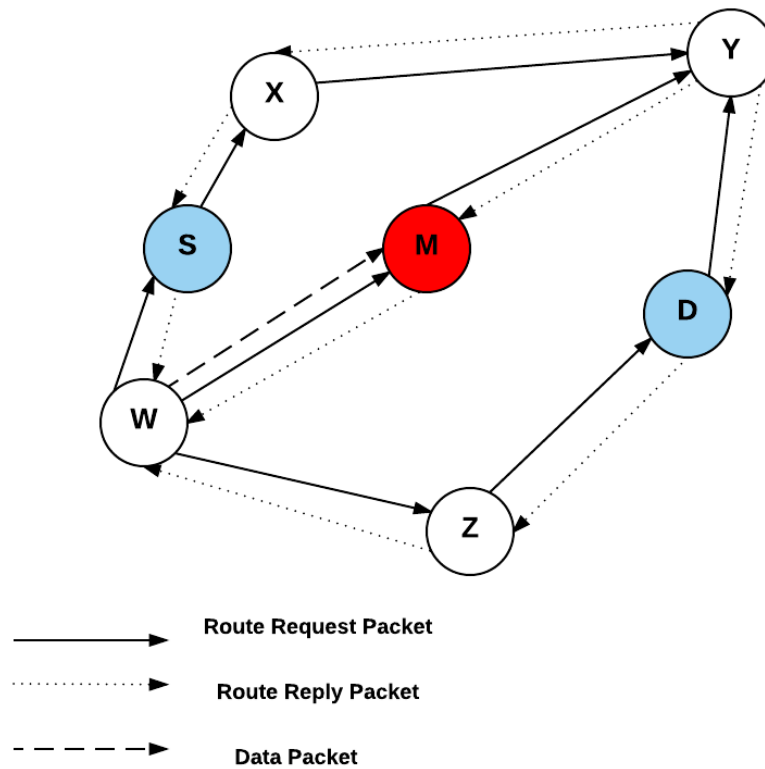 Y
X
S
M
D
W
Z
Route Request Packet
Route Reply Packet
Data Packet